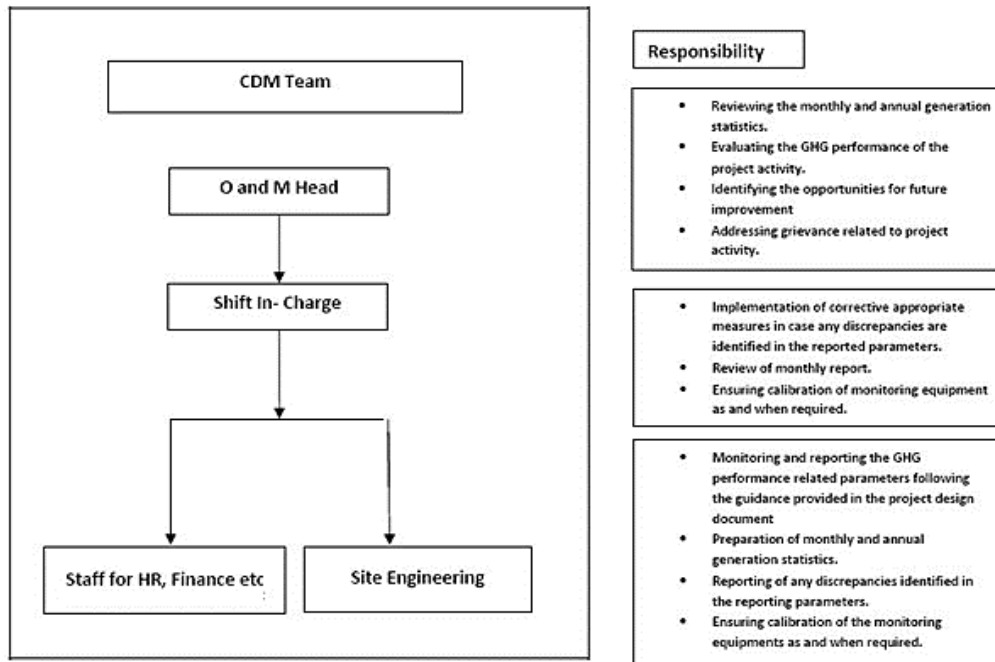 CDM Team
O and M Head
Shift In- Charge
Staff for HR, Finance etc
Site Engineering
Responsibility
• Reviewing the monthly and annual generation
statistics.
• Evaluating the GHG performance of the
project activity.
• Identifying the opportunities for future
improvement
• Addressing grievance related to project
activity.
• Implementation of corrective appropriate
measures in case any discrepancies are
identified in the reported parameters.
• Review of monthly report.
• Ensuring calibration of monitoring equipment
as and when required.
• Monitoring and reporting the GHG
performance related parameters following
the guidance provided in the project design
document
• Preparation of monthly and annual
generation statistics.
• Reporting of any discrepancies identified in
the reporting parameters.
• Ensuring calibration of the monitoring
equipments as and when required.